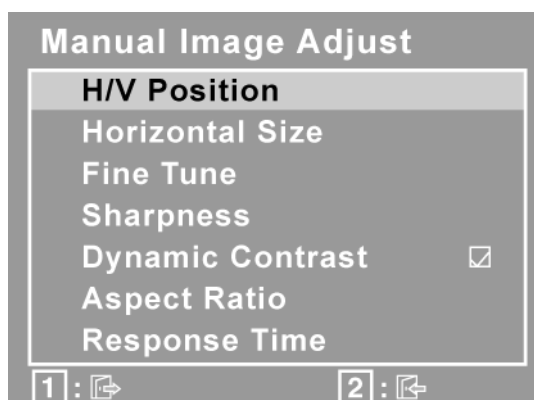 Manual Image Adjust
H/V Position
Horizontal Size
Fine Tune
Sharpness
Dynamic Contrast
Aspect Ratio
Response Time
1 : 2 :